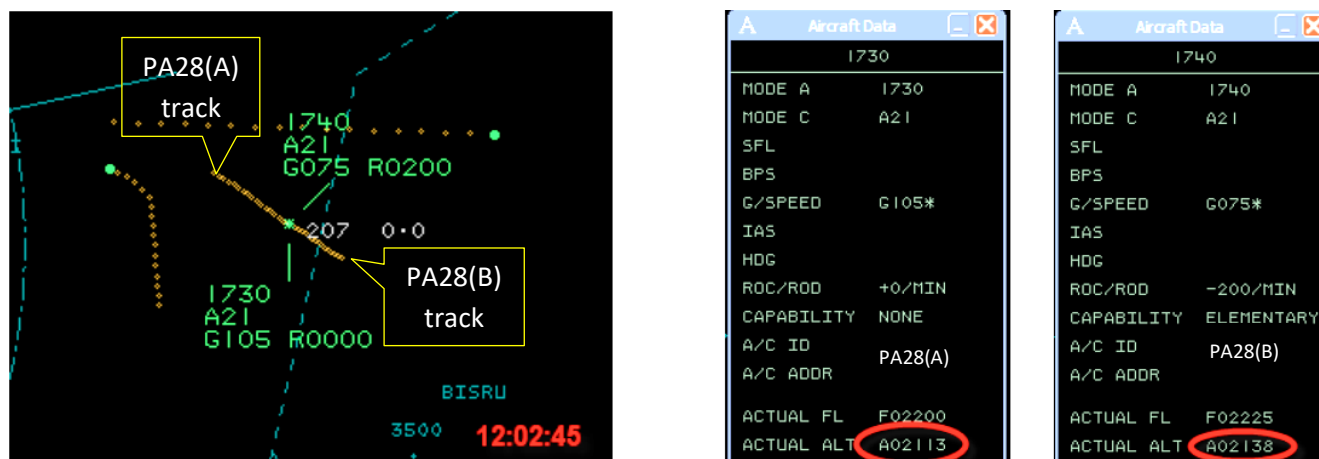 PA28(A)
track
1740
A21
G075 R0200
207 0·0
PA28(B)
track
1730
A21
G105 R0000
BISRU
3500
12:02:45
A Aircraft Data
1730
MODE A 1730
MODE C A21
SFL
BPS
G/SPEED G105*
IAS
HDG
ROC/ROD +0/MIN
CAPABILITY NONE
A/C ID
PA28(A)
A/C ADDR
ACTUAL FL F02200
ACTUAL ALT A02113
A Aircraft Data
1740
MODE A 1740
MODE C A21
SFL
BPS
G/SPEED G075*
IAS
HDG
ROC/ROD -200/MIN
CAPABILITY ELEMENTARY
A/C ID PA28(B)
A/C ADDR
ACTUAL FL F02225
ACTUAL ALT A02138